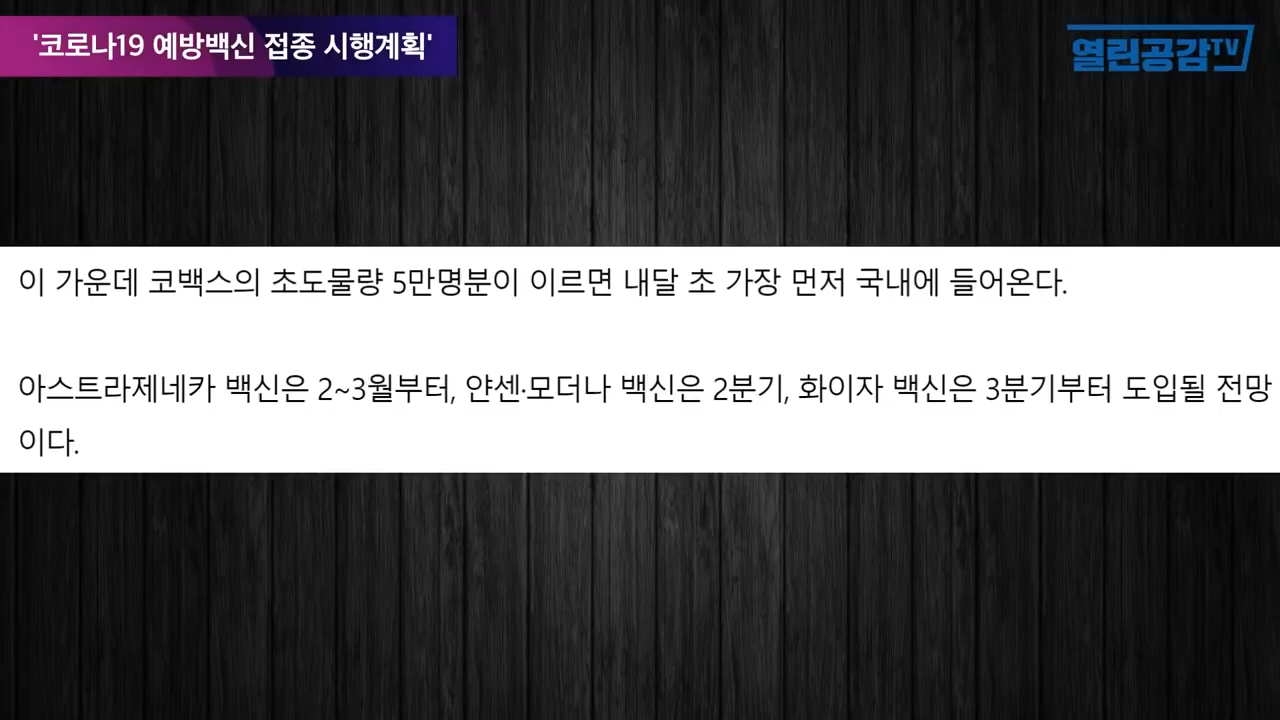 '코로나19 예방백신 접종 시행계획'
열린공감TV
이 가운데 코백스의 초도물량 5만명분이 이르면 내달 초 가장 먼저 국내에 들어온다.
아스트라제네카 백신은 2~3월부터, 얀센·모더나 백신은 2분기, 화이자 백신은 3분기부터 도입될 전망
이다.